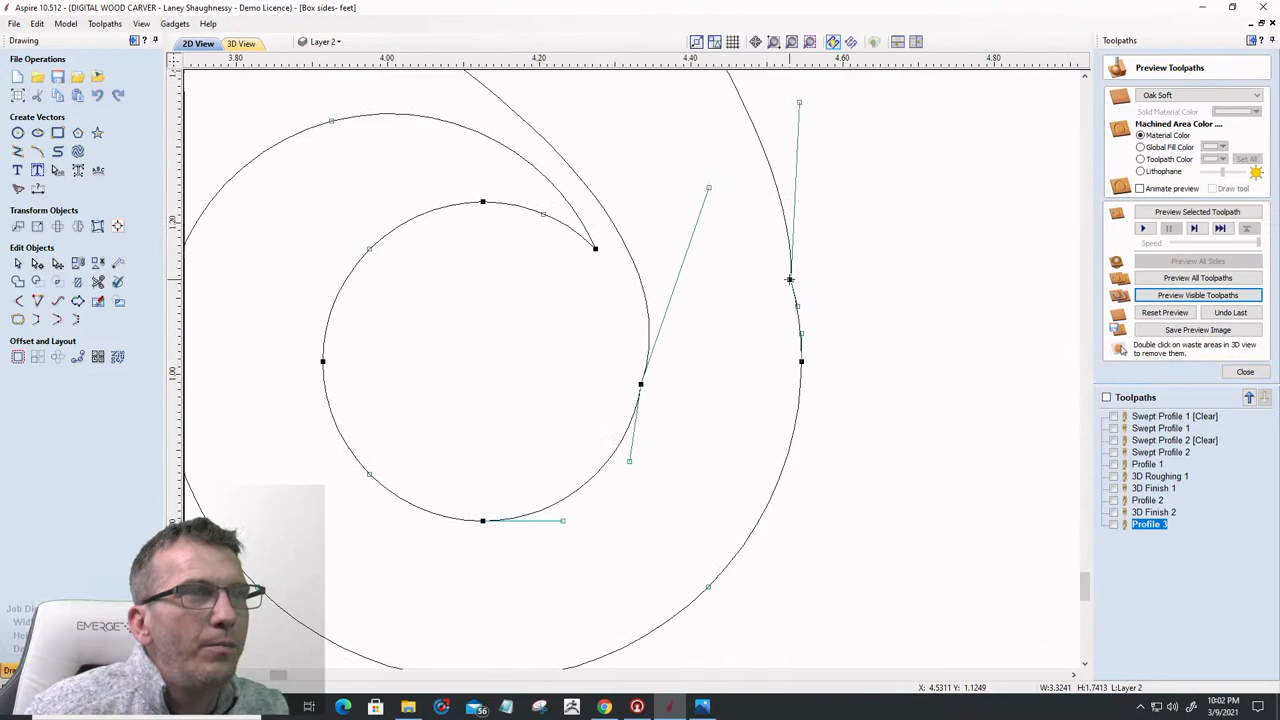 Aspire 10.512 - {DIGITAL WOOD CARVER - Laney Shaughnessy - Demo Licence} - [Box sides- feet]
File Edit Model Toolpaths View Gadgets Help
Drawing
2D View 3D View Layer 2
Toolpaths
File Operations
Create Vectors
Transform Objects
Edit Objects
Offset and Layout
3.80 4.00 4.20 4.40 4.60 4.80
1.20
1.00
Preview Toolpaths
Oak Soft
Solid Material Color
Machined Area Color ....
Material Color
Global Fill Color
Toolpath Color Set All
Lithophane
Animate preview Draw tool
Preview Selected Toolpath
Speed
Preview All Sides
Preview All Toolpaths
Preview Visible Toolpaths
Reset Preview Undo Last
Save Preview Image
Double click on waste areas in 3D view
to remove them.
Close
Toolpaths
Swept Profile 1 [Clear]
Swept Profile 1
Swept Profile 2 [Clear]
Swept Profile 2
Profile 1
3D Roughing 1
3D Finish 1
Profile 2
3D Finish 2
Profile 3
Job Di
EMERGE
X: 4.5311 Y: 1.1249 W:3.3241 H:1.7413 L:Layer 2
56
10:02 PM
3/9/2021